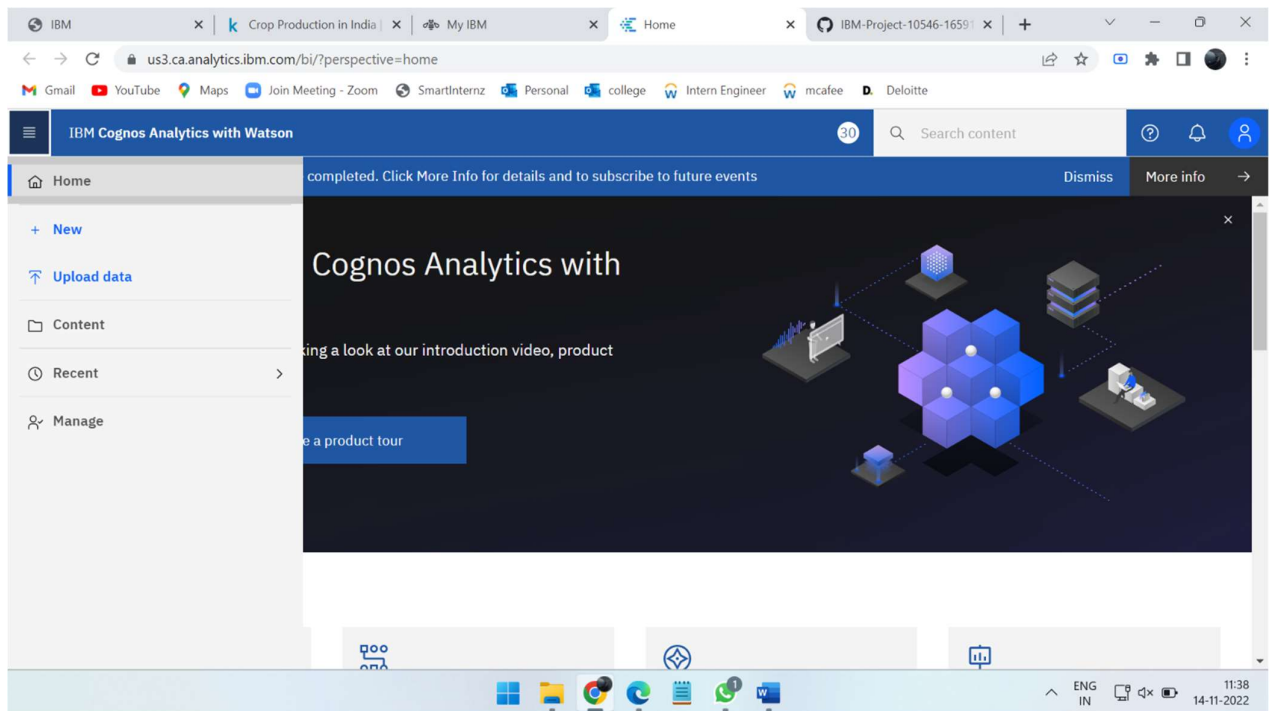 IBM
Crop Production in India |
My IBM
Home
IBM-Project-10546-1659
us3.ca.analytics.ibm.com/bi/?perspective=home
Gmail YouTube Maps Join Meeting - Zoom SmartInternz Personal college Intern Engineer mcafee D. Deloitte
IBM Cognos Analytics with Watson
30
Search content
Home
completed. Click More Info for details and to subscribe to future events
Dismiss
More info
New
Upload data
Content
Recent
Manage
Cognos Analytics with
king a look at our introduction video, product
e a product tour
1
ENG
IN
11:38
14-11-2022